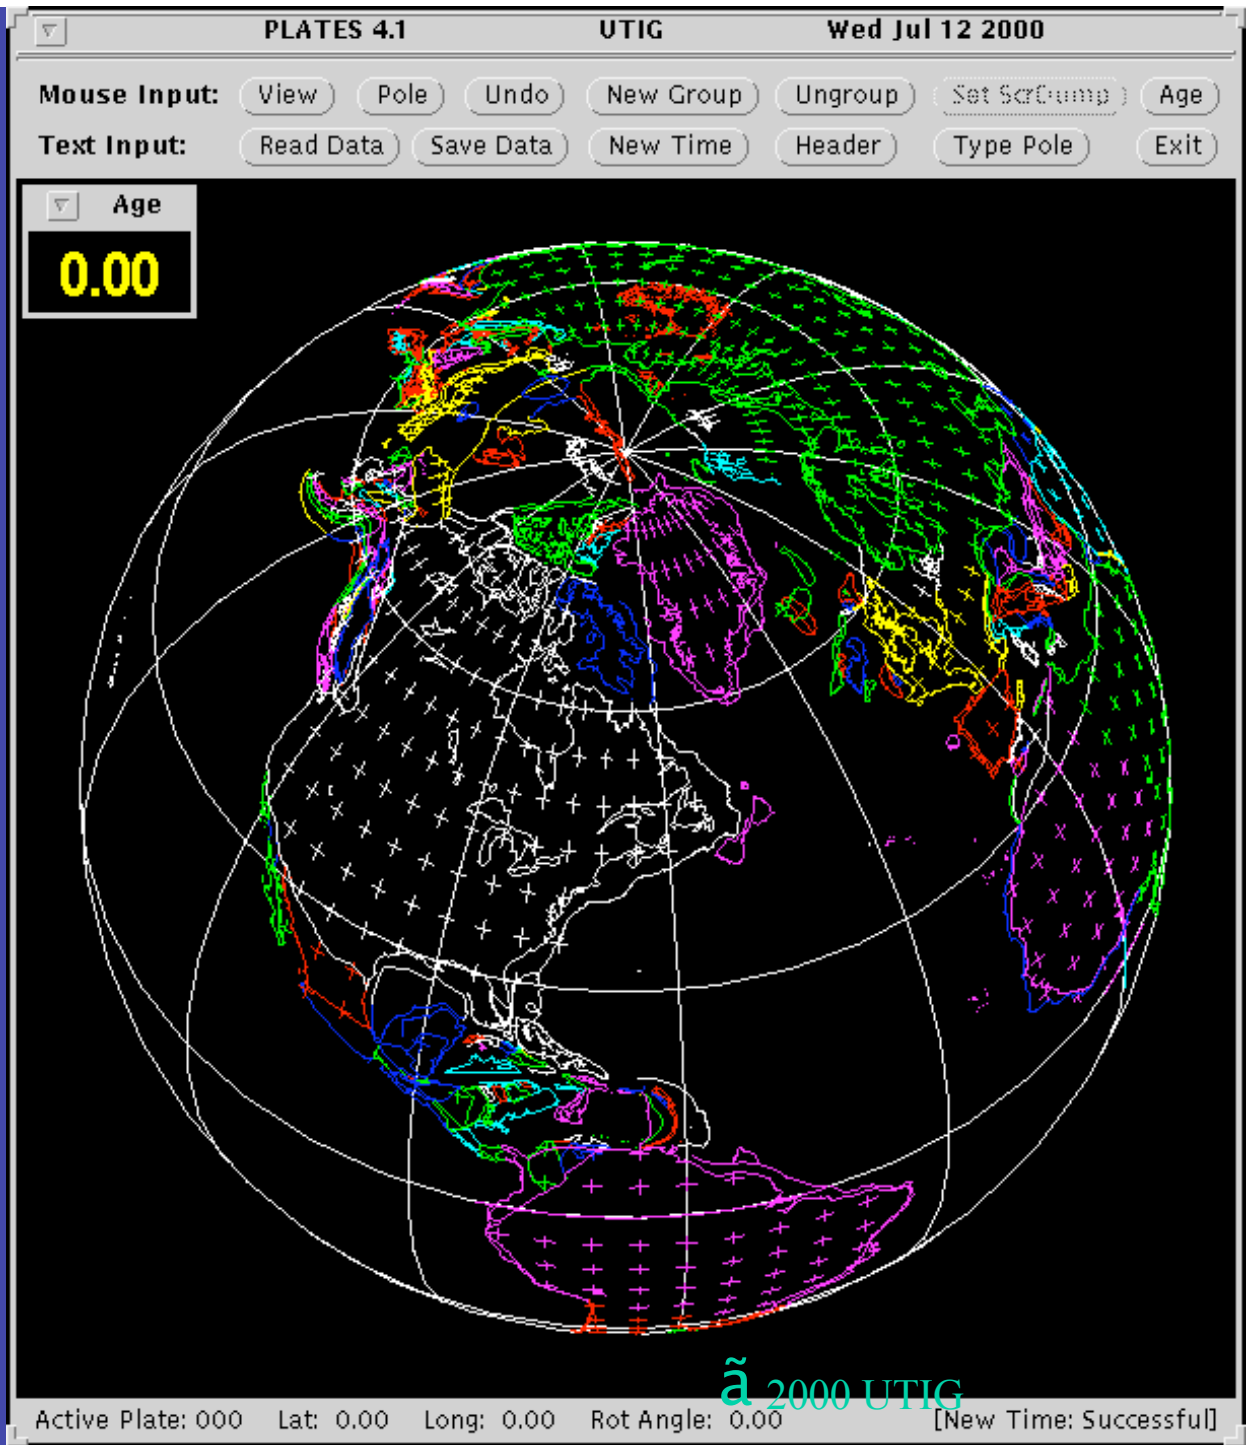 PLATES 4.1 UTIG Wed Jul 12 2000
Mouse Input: View Pole Undo New Group Ungroup Set ScrDump Age
Text Input: Read Data Save Data New Time Header Type Pole Exit
Age
0.00
ã 2000 UTIG
Active Plate: 000 Lat: 0.00 Long: 0.00 Rot Angle: 0.00 [New Time: Successful]